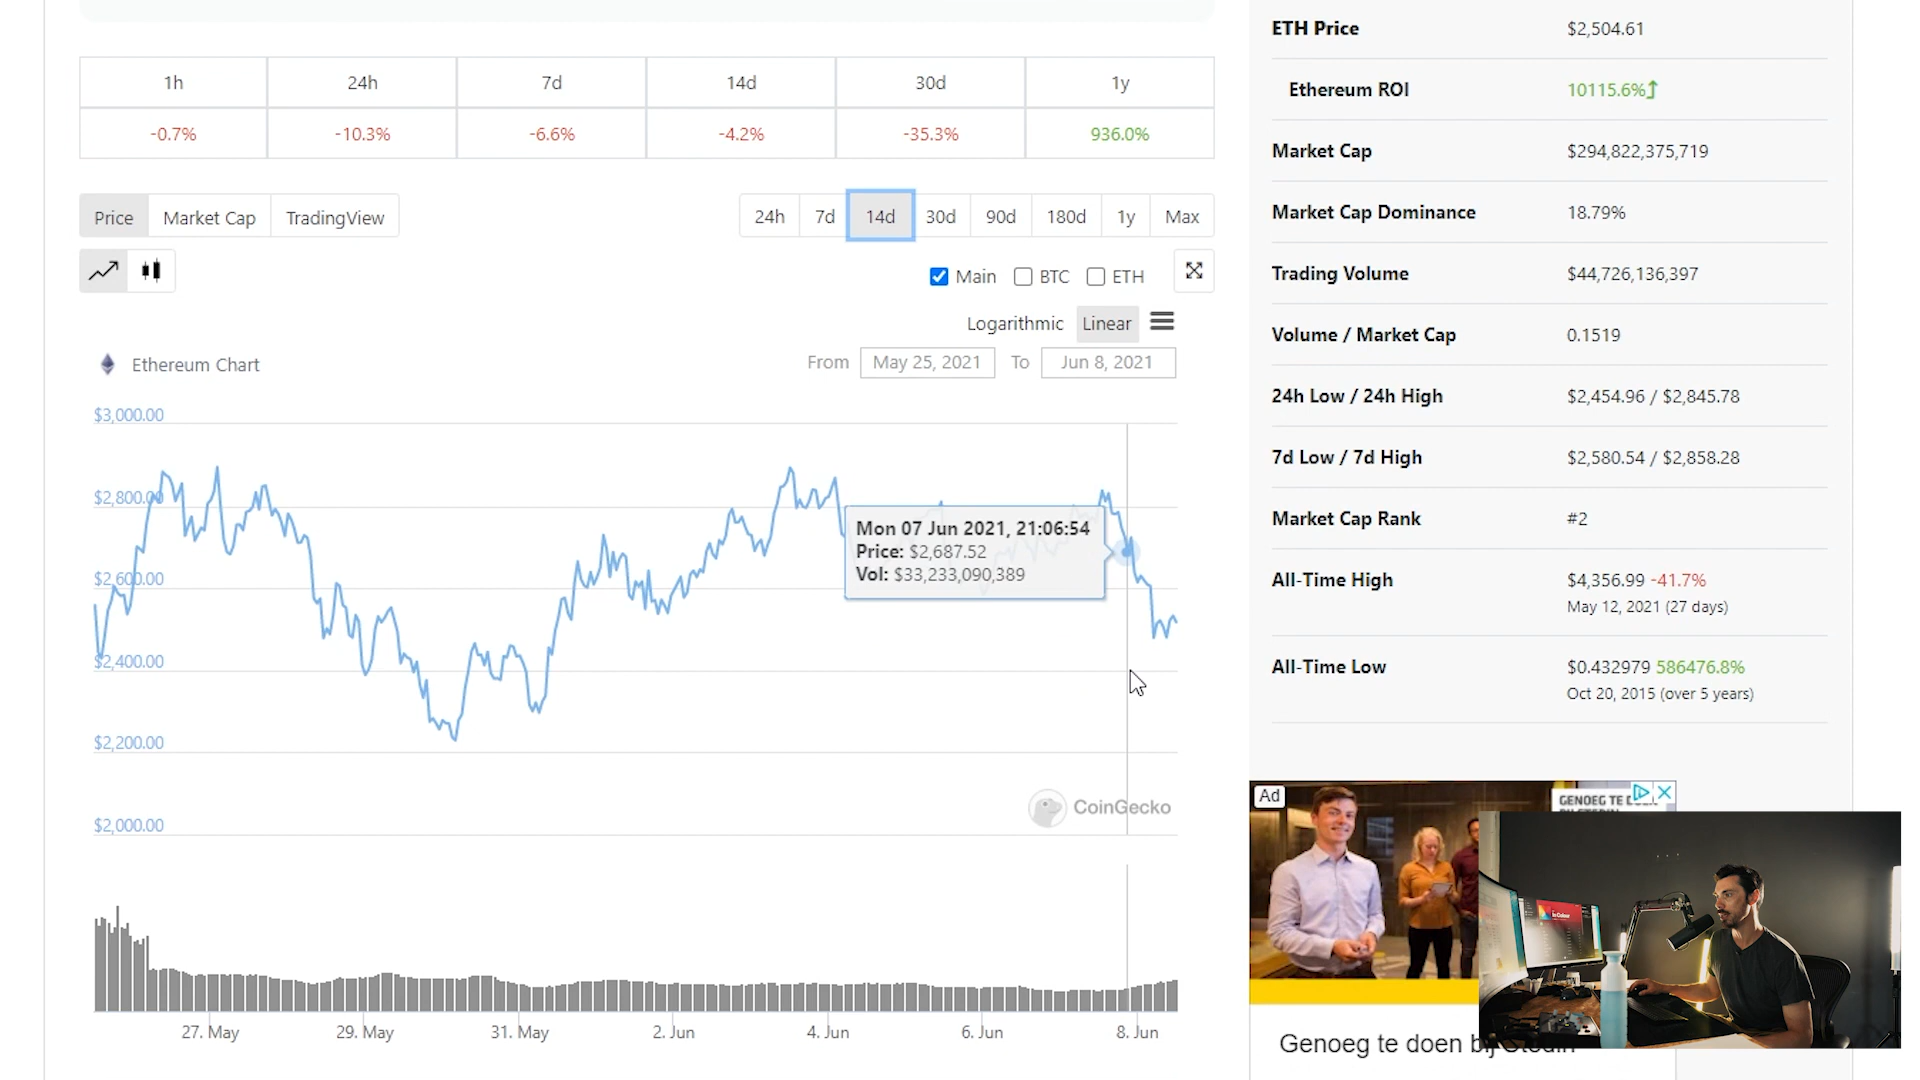 1h 24h 7d 14d 30d 1y
-0.7% -10.3% -6.6% -4.2% -35.3% 936.0%
Price Market Cap TradingView
24h 7d 14d 30d 90d 180d 1y Max
Main BTC ETH
Logarithmic Linear
Ethereum Chart
From May 25, 2021 To Jun 8, 2021
$3,000.00
$2,800.00
$2,600.00
$2,400.00
$2,200.00
$2,000.00
Mon 07 Jun 2021, 21:06:54
Price: $2,687.52
Vol: $33,233,090,389
CoinGecko
27. May 29. May 31. May 2. Jun 4. Jun 6. Jun 8. Jun
ETH Price $2,504.61
Ethereum ROI 10115.6%
Market Cap $294,822,375,719
Market Cap Dominance 18.79%
Trading Volume $44,726,136,397
Volume / Market Cap 0.1519
24h Low / 24h High $2,454.96 / $2,845.78
7d Low / 7d High $2,580.54 / $2,858.28
Market Cap Rank #2
All-Time High $4,356.99 -41.7%
May 12, 2021 (27 days)
All-Time Low $0.432979 586476.8%
Oct 20, 2015 (over 5 years)
Ad
GENOEG TE
Genoeg te doen bij Stedin